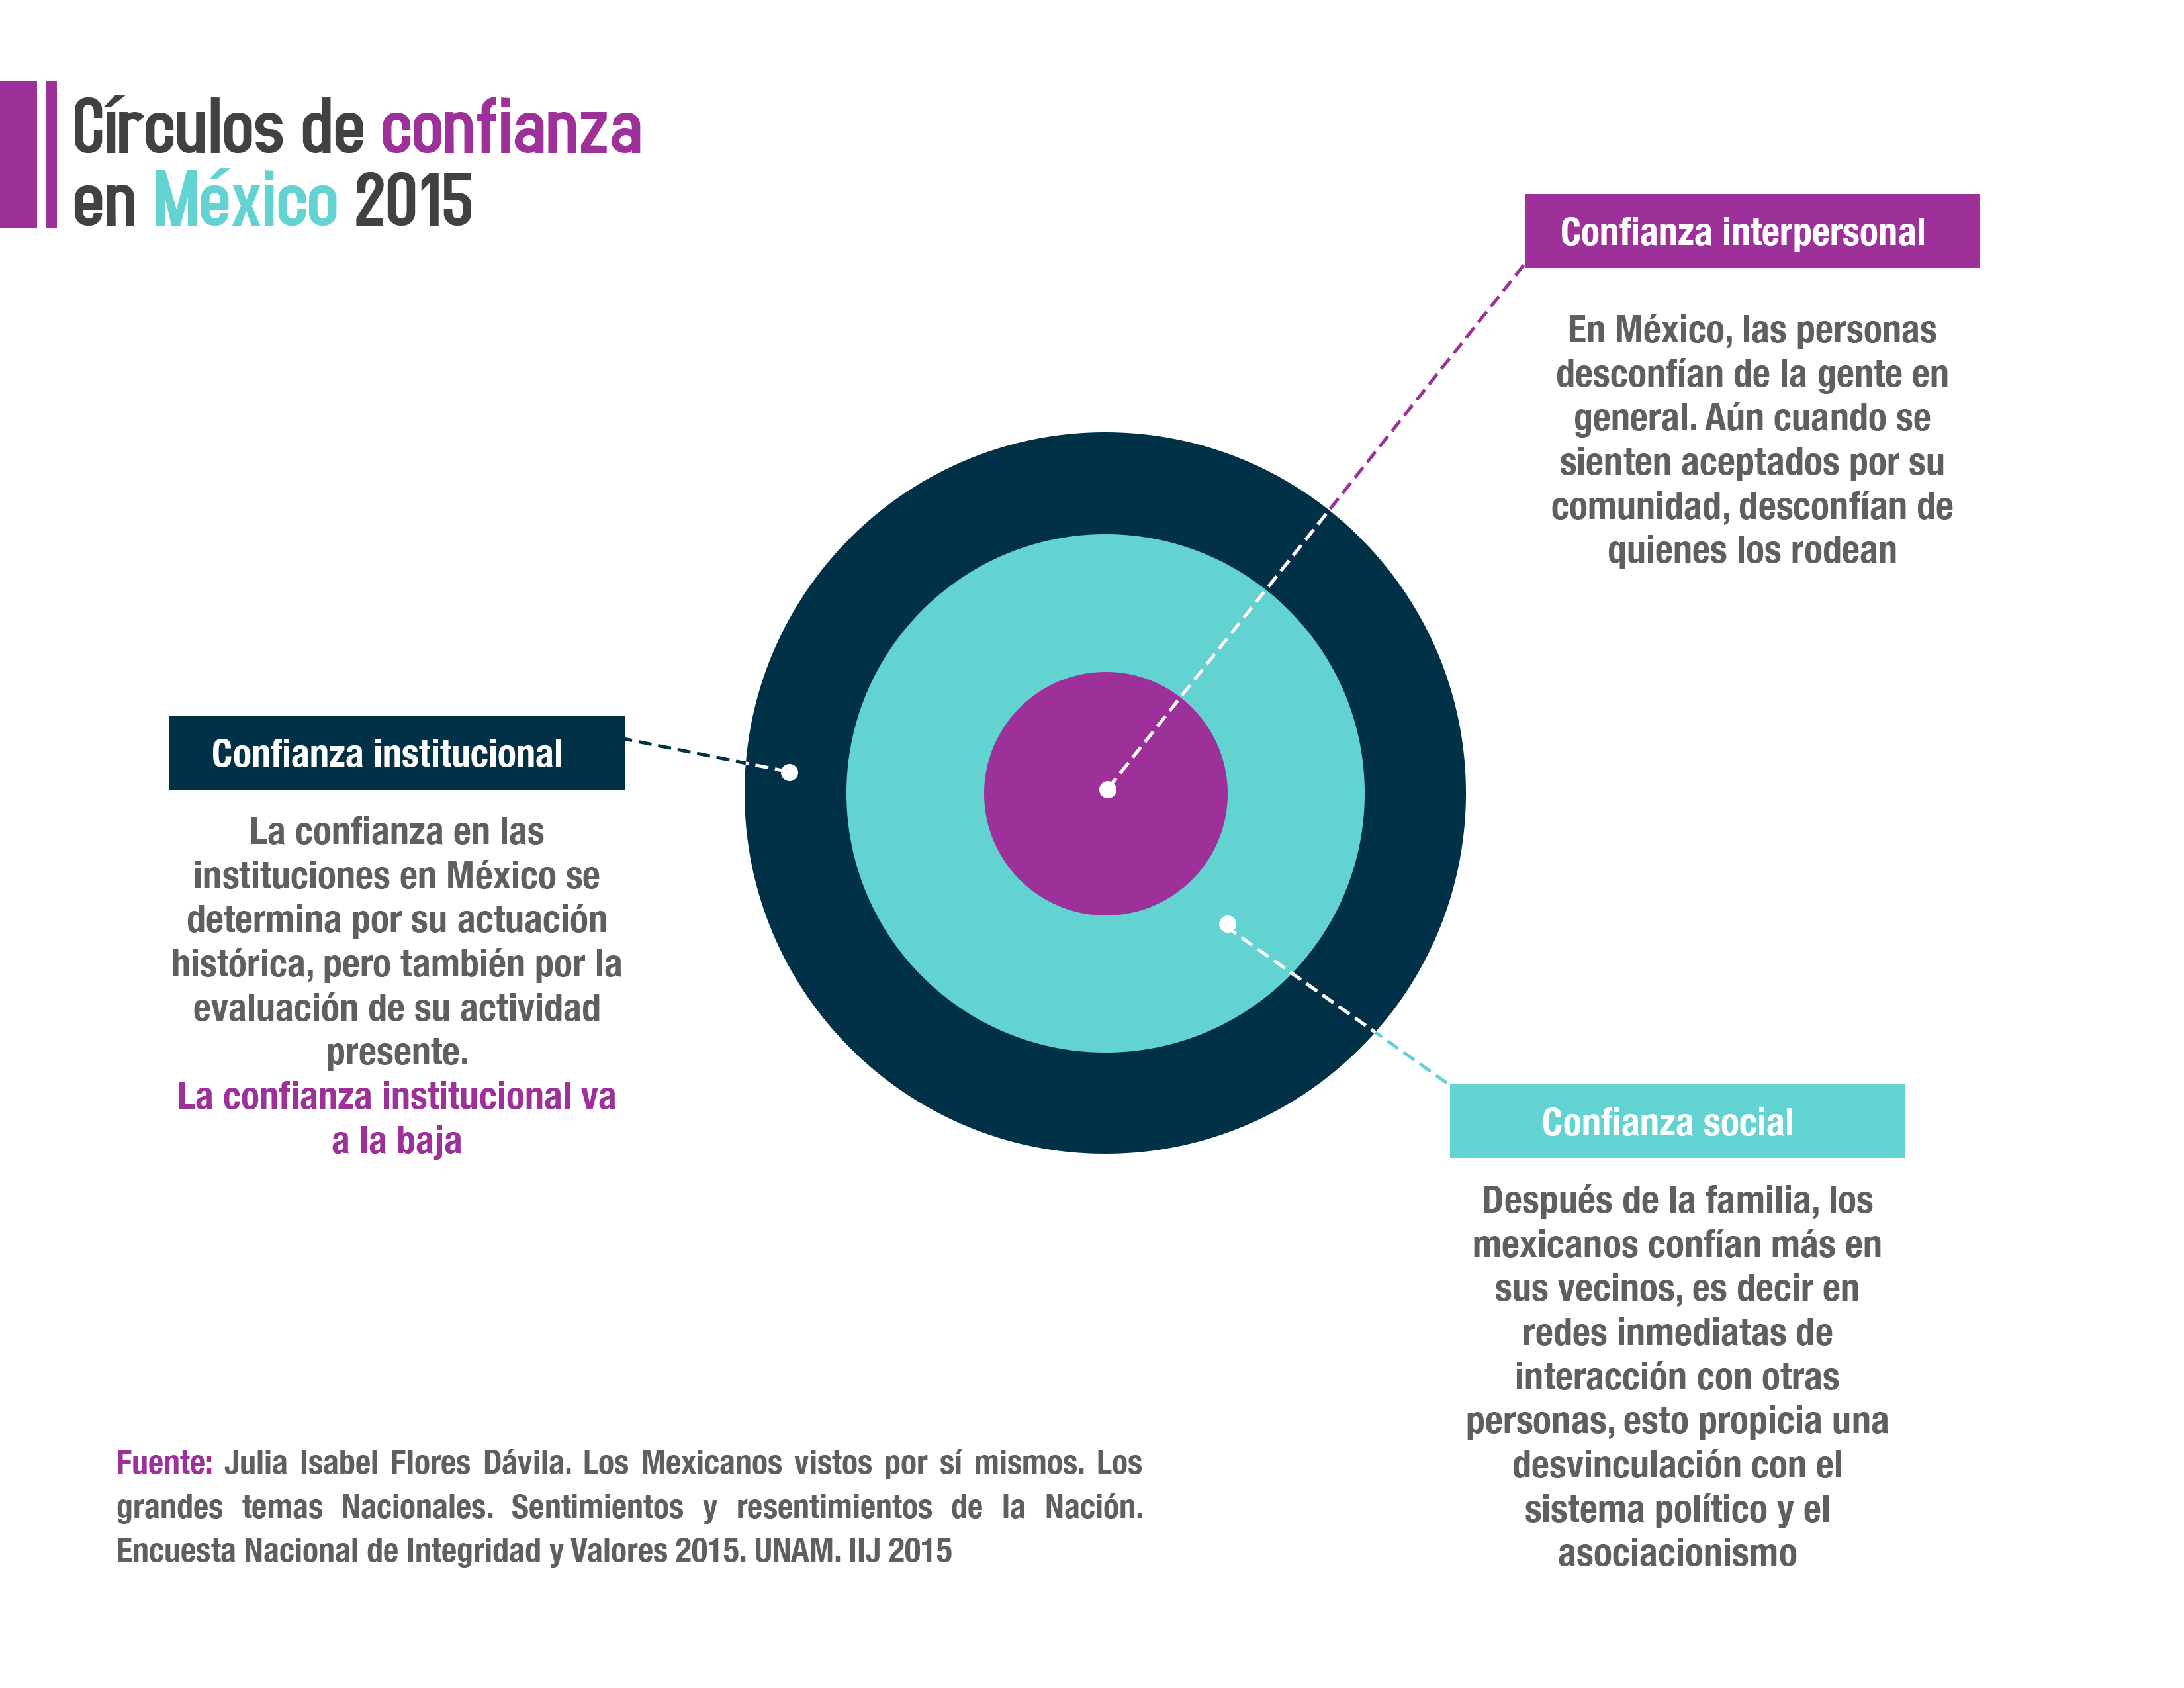 Círculos de confianza
en México 2015
Confianza interpersonal
En México, las personas
desconfían de la gente en
general. Aún cuando se
sienten aceptados por su
comunidad, desconfían de
quienes los rodean
Confianza institucional
La confianza en las
instituciones en México se
determina por su actuación
histórica, pero también por la
evaluación de su actividad
presente.
La confianza institucional va
a la baja
Confianza social
Después de la familia, los
mexicanos confían más en
sus vecinos, es decir en
redes inmediatas de
interacción con otras
personas, esto propicia una
desvinculación con el
sistema político y el
asociacionismo
Fuente: Julia Isabel Flores Dávila. Los Mexicanos vistos por sí mismos. Los
grandes temas Nacionales. Sentimientos y resentimientos de la Nación.
Encuesta Nacional de Integridad y Valores 2015. UNAM. IIJ 2015